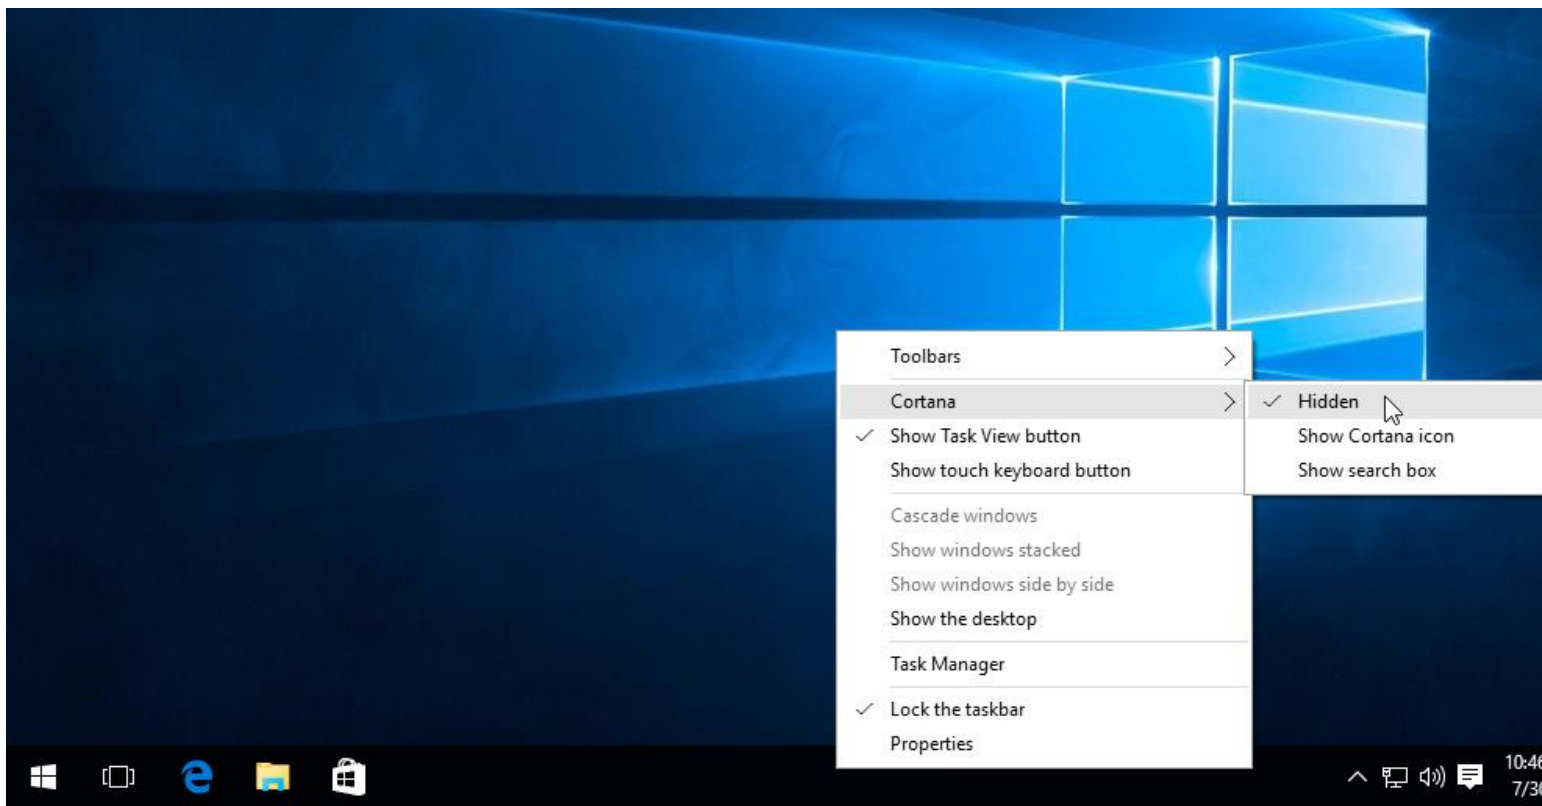 Toolbars
Cortana
Hidden
Show Task View button
Show Cortana icon
Show touch keyboard button
Show search box
Cascade windows
Show windows stacked
Show windows side by side
Show the desktop
Task Manager
Lock the taskbar
Properties
10:46
7/30